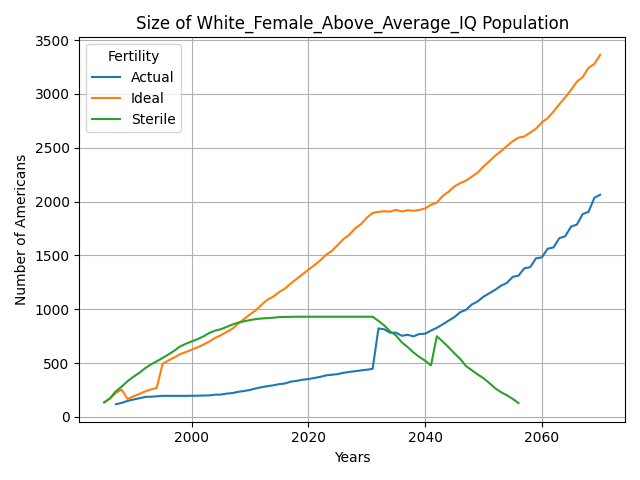 Size of White_Female_Above_Average_IQ Population
Fertility
Actual
Ideal
Sterile
Number of Americans
3500
3000
2500
2000
1500
1000
500
0
2000
2020
2040
2060
Years